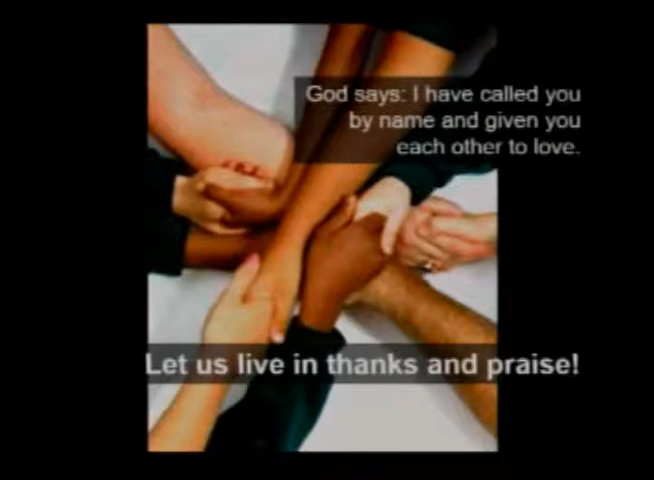 God says: I have called you
by name and given you
each other to love.
Let us live in thanks and praise!